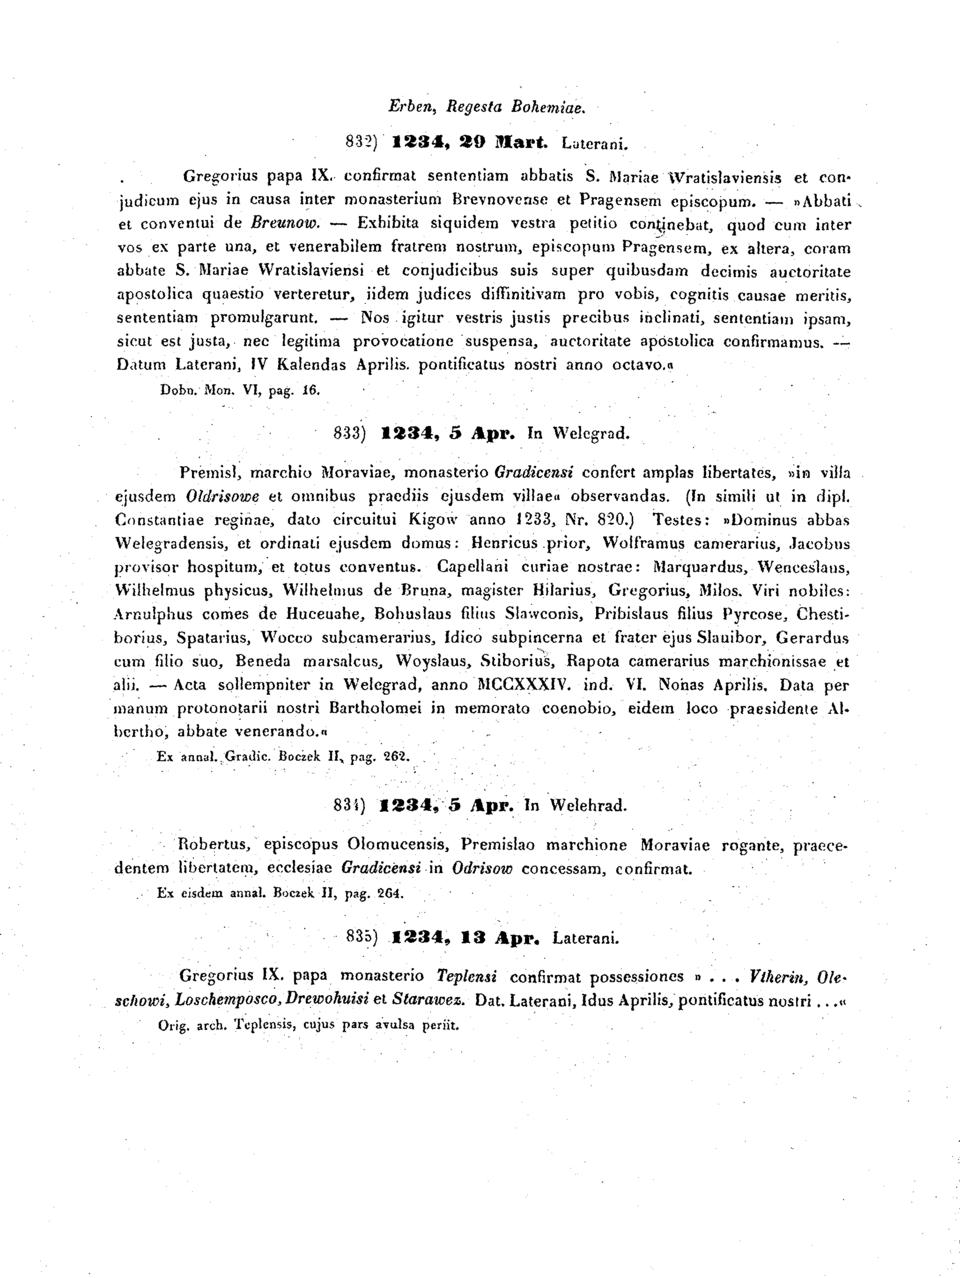 Erben, Regesta Bohemiae.
832) 1234, 29 Mart. Laterani.
Gregorius papa IX. confirmat sententiam abbatis S. Mariae Wratislaviensis et con-
judicum ejus in causa inter monasterium Brevnovense et Pragensem episcopum. — »Abbati
et conventui de Breunow. — Exhibita siquidem vestra petitio continebat, quod cum inter
vos ex parte una, et venerabilem fratrem nostrum, episcopum Pragensem, ex altera, coram
abbate S. Mariae Wratislaviensi et conjudicibus suis super quibusdam decimis auctoritate
apostolica quaestio verteretur, iidem judices diffinitivam pro vobis, cognitis causae meritis,
sententiam promulgarunt. — Nos igitur vestris justis precibus inclinati, sententiam ipsam,
sicut est justa, nec legitima provocatione suspensa, auctoritate apostolica confirmamus. —
Datum Laterani, IV Kalendas Aprilis. pontificatus nostri anno octavo.«
Dobn. Mon. VI, pag. 16.
833) 1234, 5 Apr. In Welegrad.
Premisl, marchio Moraviae, monasterio Gradicensi confert amplas libertates, »in villa
ejusdem Oldrisowe et omnibus praediis ejusdem villae« observandas. (In simili ut in dipl.
Constantiae reginae, dato circuitui Kigow anno 1233, Nr. 820.) Testes: »Dominus abbas
Welegradensis, et ordinati ejusdem domus: Henricus prior, Wolframus camerarius, Jacobus
provisor hospitum, et totus conventus. Capellani curiae nostrae: Marquardus, Wenceslaus,
Wilhelmus physicus, Wilhelmus de Bruna, magister Hilarius, Gregorius, Milos. Viri nobiles:
Arnulphus comes de Huceuahe, Bohuslaus filius Slawconis, Pribislaus filius Pyrcose, Chesti-
borius, Spatarius, Wocco subcamerarius, Idico subpincerna et frater ejus Slauibor, Gerardus
cum filio suo, Beneda marsalcus, Woyslaus, Stiborius, Rapota camerarius marchionissae et
alii. — Acta sollempniter in Welegrad, anno MCCXXXIV. ind. VI. Nonas Aprilis. Data per
manum protonotarii nostri Bartholomei in memorato coenobio, eidem loco praesidente Al-
bertho, abbate venerando.«
Ex annal. Gradic. Boczek II, pag. 262.
834) 1234, 5 Apr. In Welehrad.
Robertus, episcopus Olomucensis, Premislao marchione Moraviae rogante, praece-
dentem libertatem, ecclesiae Gradicensi in Odrisow concessam, confirmat.
Ex eisdem annal. Boczek II, pag. 264.
835) 1234, 13 Apr. Laterani.
Gregorius IX. papa monasterio Teplensi confirmat possessiones » . . . Vtherin, Ole-
schowi, Loschemposco, Drewohuisi et Starawez. Dat. Laterani, Idus Aprilis, pontificatus nostri . . .«
Orig. arch. Teplensis, cujus pars avulsa periit.